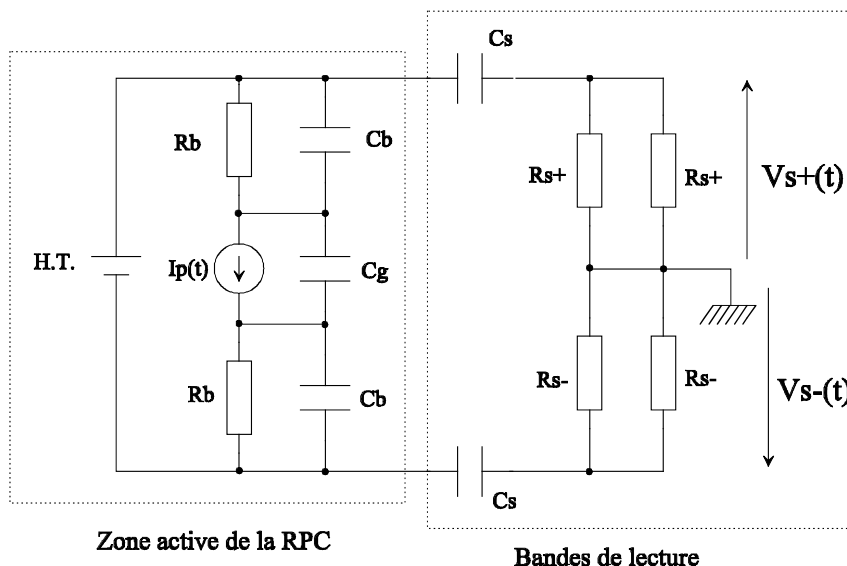 Cs
Rb
Cb
Rs+
Rs+
Vs+(t)
H.T.
Ip(t)
Cg
Rb
Cb
Rs-
Rs-
Vs-(t)
Cs
Zone active de la RPC
Bandes de lecture